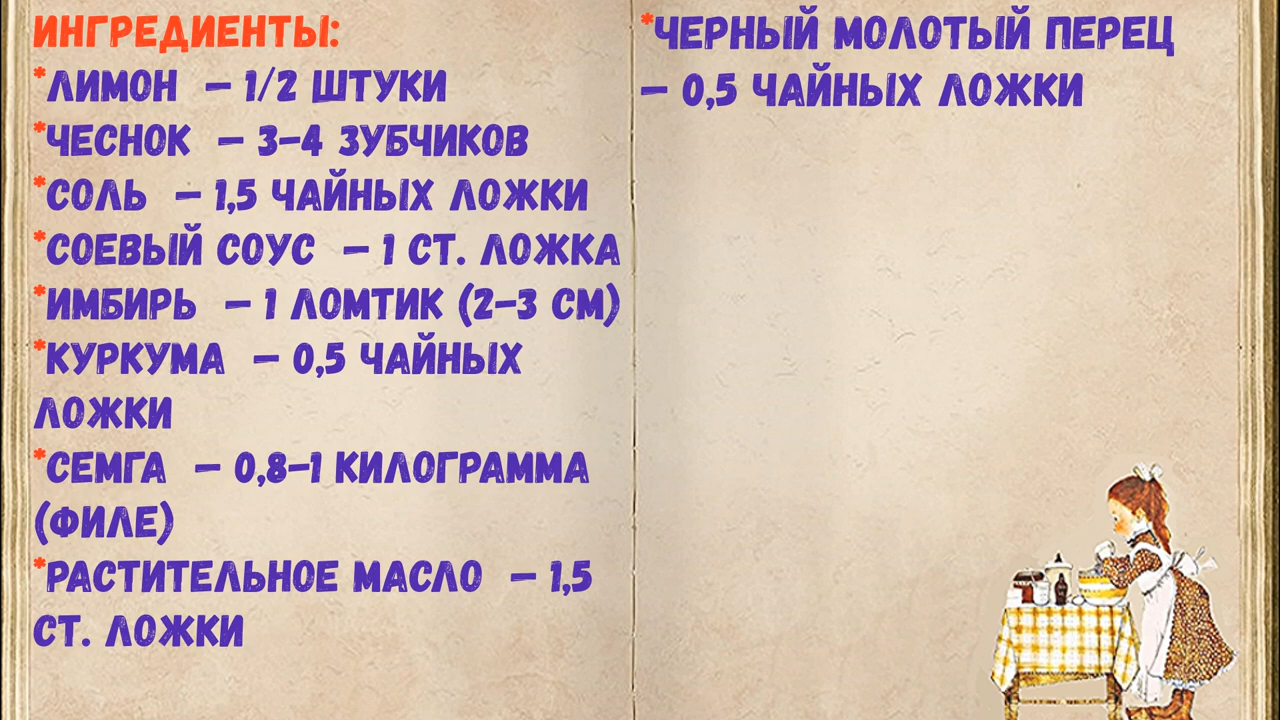 ИНГРЕДИЕНТЫ:
*ЛИМОН – 1/2 ШТУКИ
*ЧЕСНОК – 3-4 ЗУБЧИКОВ
*СОЛЬ – 1,5 ЧАЙНЫХ ЛОЖКИ
*СОЕВЫЙ СОУС – 1 СТ. ЛОЖКА
*ИМБИРЬ – 1 ЛОМТИК (2-3 СМ)
*КУРКУМА – 0,5 ЧАЙНЫХ
ЛОЖКИ
*СЕМГА – 0,8-1 КИЛОГРАММА
(ФИЛЕ)
*РАСТИТЕЛЬНОЕ МАСЛО – 1,5
СТ. ЛОЖКИ
*ЧЕРНЫЙ МОЛОТЫЙ ПЕРЕЦ
– 0,5 ЧАЙНЫХ ЛОЖКИ